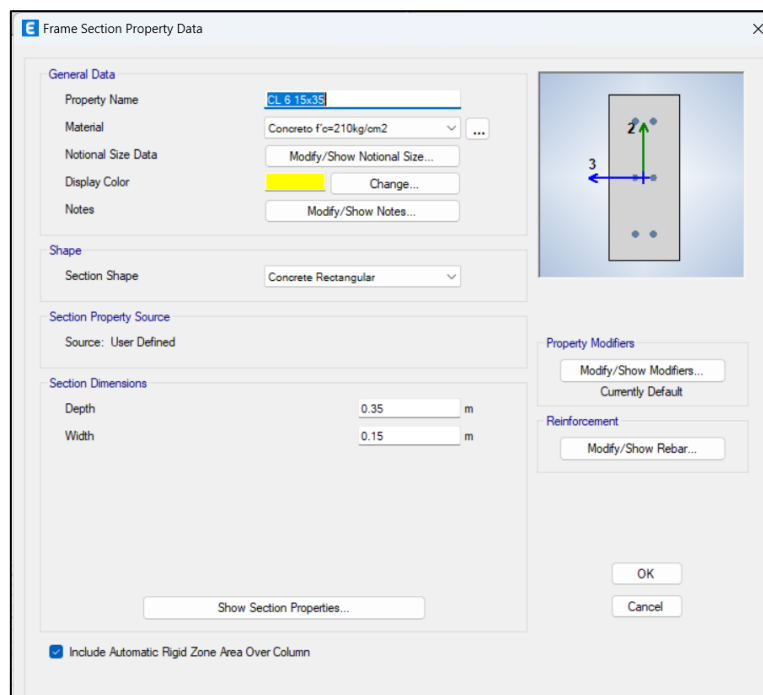 E Frame Section Property Data
General Data
Property Name CL 6 15x35
Material Concreto f´c=210kg/cm2 ...
Notional Size Data Modify/Show Notional Size...
Display Color Change...
Notes Modify/Show Notes...
Shape
Section Shape Concrete Rectangular
Section Property Source
Source: User Defined
Section Dimensions
Depth 0.35 m
Width 0.15 m
Show Section Properties...
Include Automatic Rigid Zone Area Over Column
2
3
Property Modifiers
Modify/Show Modifiers...
Currently Default
Reinforcement
Modify/Show Rebar...
OK
Cancel